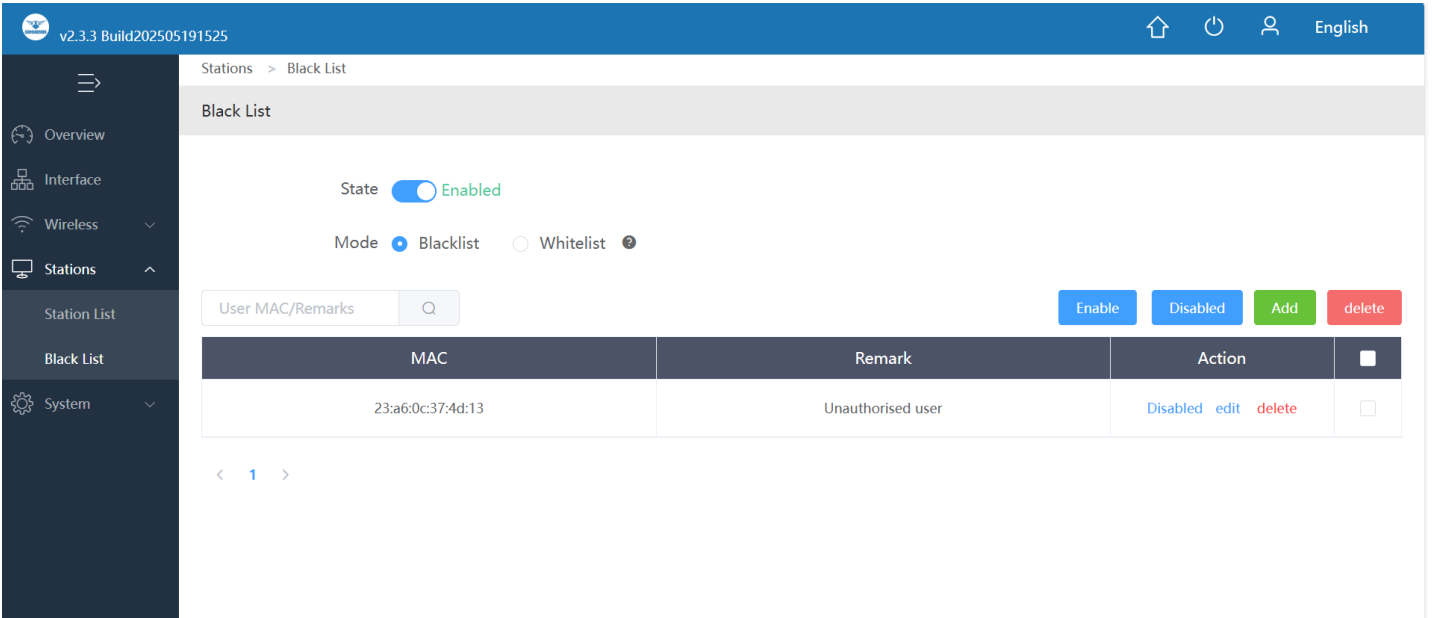 v2.3.3 Build202505191525
English
Stations > Black List
Black List
Overview
Interface
Wireless
Stations
Station List
Black List
System
State Enabled
Mode Blacklist Whitelist ?
User MAC/Remarks
Enable Disabled Add delete
MAC Remark Action
23:a6:0c:37:4d:13 Unauthorised user Disabled edit delete
< 1 >